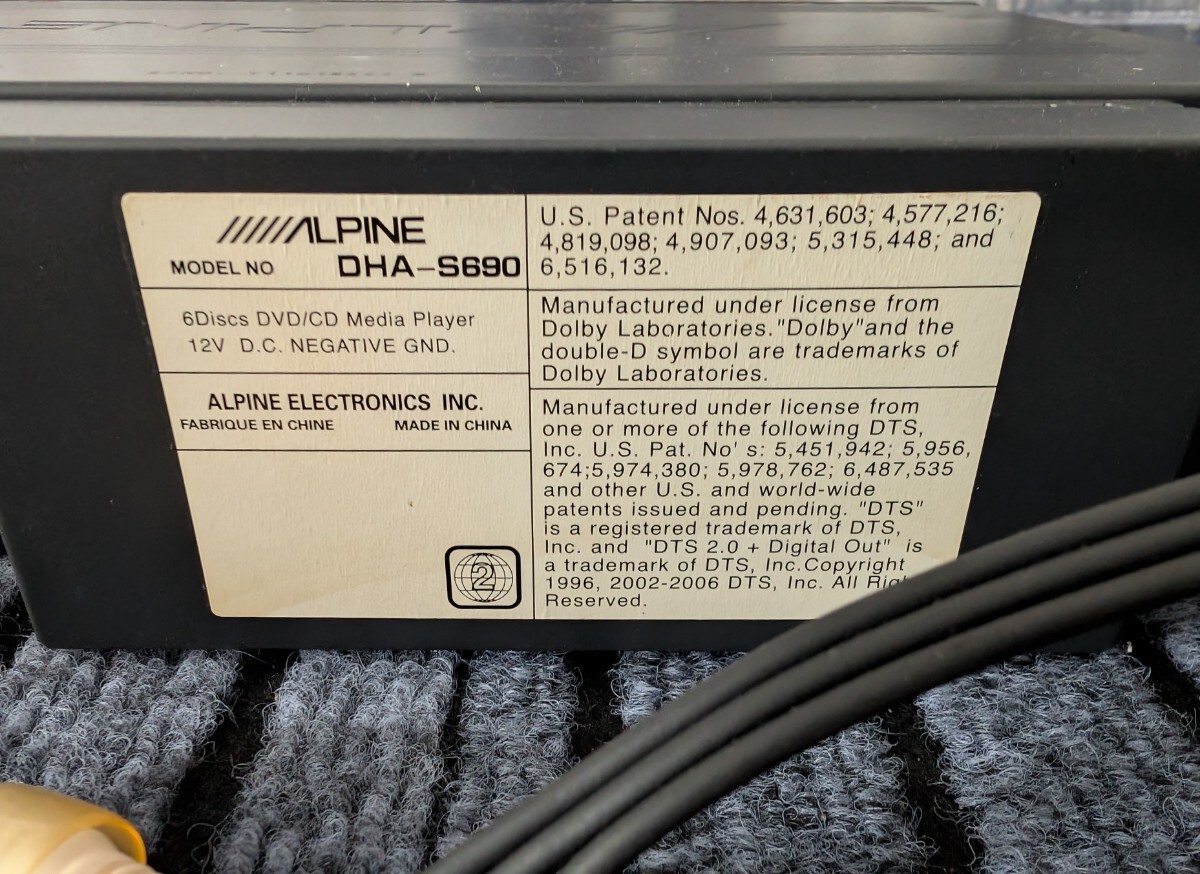 ALPINE
MODEL NO DHA-S690
6Discs DVD/CD Media Player
12V D.C. NEGATIVE GND.
ALPINE ELECTRONICS INC.
FABRIQUE EN CHINE MADE IN CHINA
2
U.S. Patent Nos. 4,631,603; 4,577,216;
4,819,098; 4,907,093; 5,315,448; and
6,516,132.
Manufactured under license from
Dolby Laboratories."Dolby"and the
double-D symbol are trademarks of
Dolby Laboratories.
Manufactured under license from
one or more of the following DTS,
Inc. U.S. Pat. No' s: 5,451,942; 5,956,
674;5,974,380; 5,978,762; 6,487,535
and other U.S. and world-wide
patents issued and pending. "DTS"
is a registered trademark of DTS,
Inc. and "DTS 2.0 + Digital Out" is
a trademark of DTS, Inc.Copyright
1996, 2002-2006 DTS, Inc. All
Reserved.